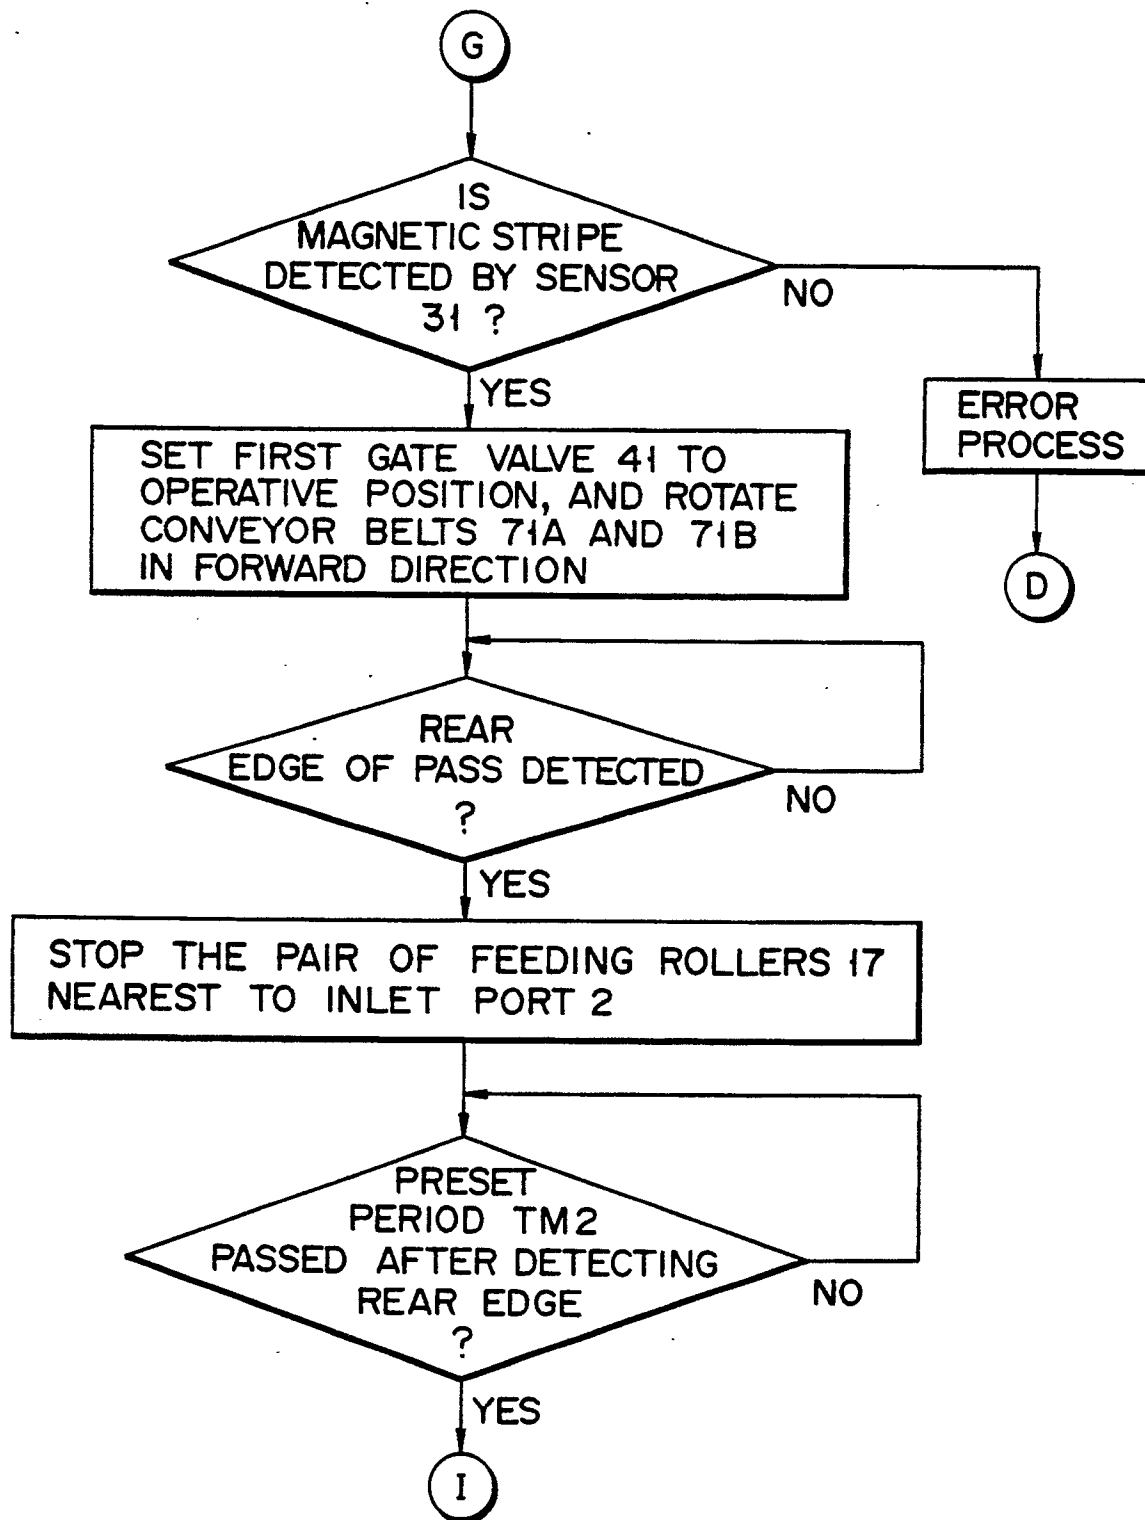 G
IS
MAGNETIC STRIPE
DETECTED BY SENSOR
31 ?
NO
YES
ERROR
PROCESS
D
SET FIRST GATE VALVE 41 TO
OPERATIVE POSITION, AND ROTATE
CONVEYOR BELTS 71A AND 71B
IN FORWARD DIRECTION
REAR
EDGE OF PASS DETECTED
?
NO
YES
STOP THE PAIR OF FEEDING ROLLERS 17
NEAREST TO INLET PORT 2
PRESET
PERIOD TM2
PASSED AFTER DETECTING
REAR EDGE
?
NO
YES
I